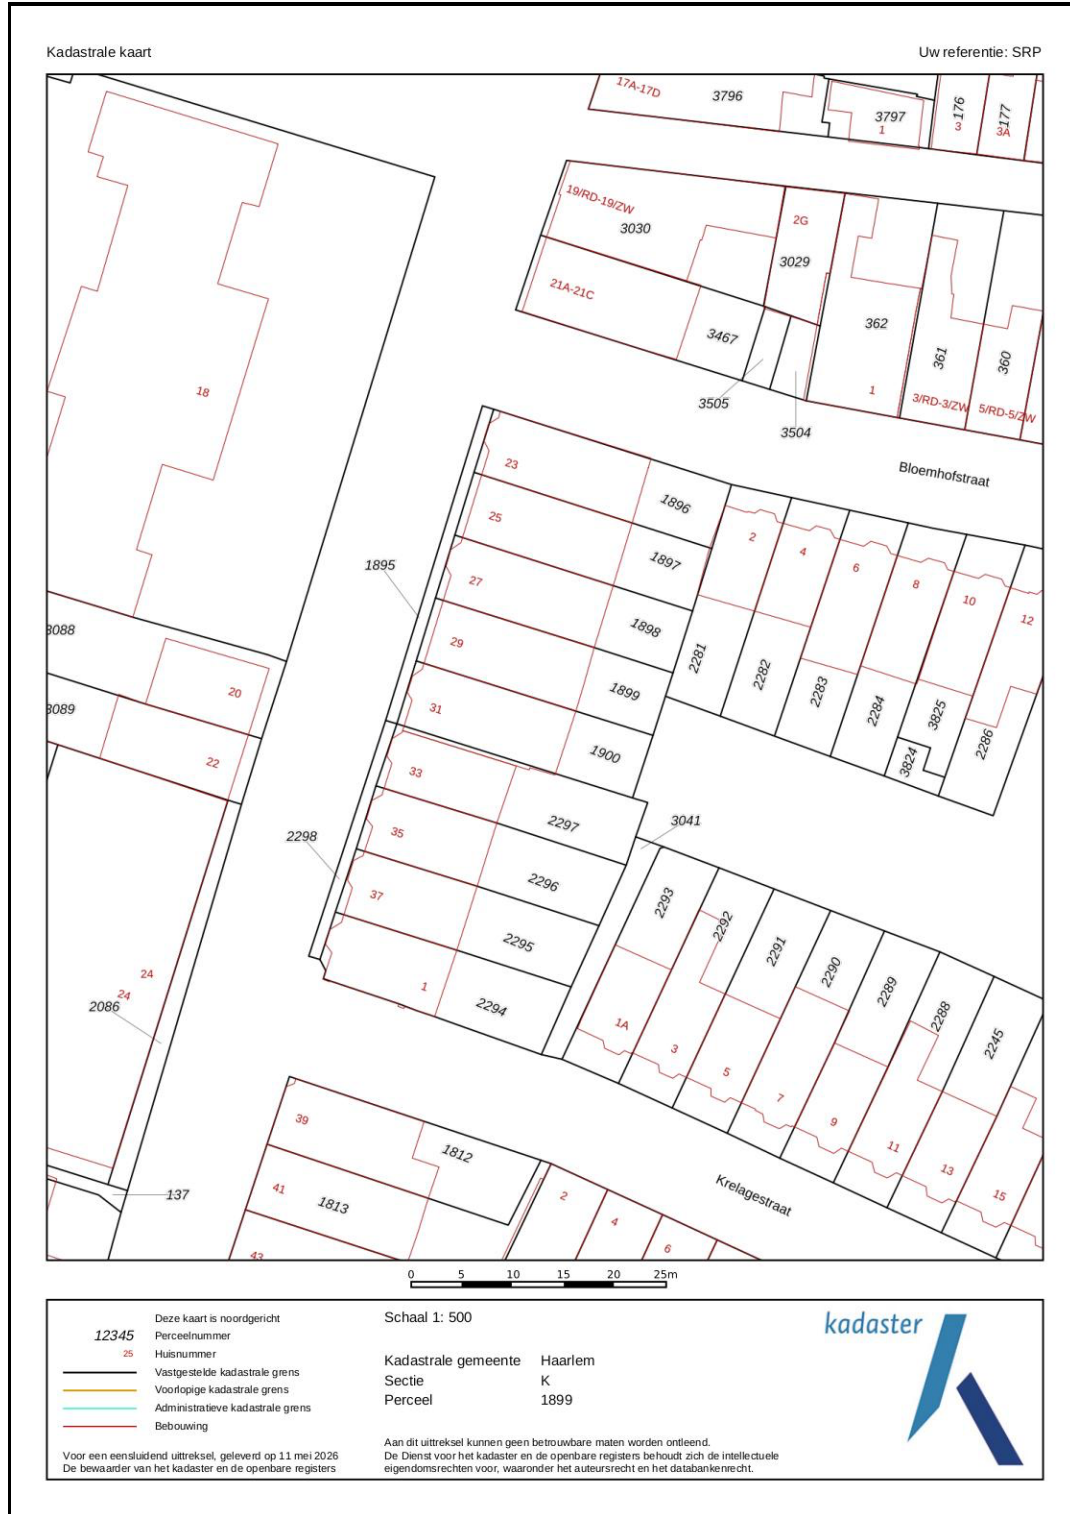 Kadastrale kaart
Uw referentie: SRP
17A-17D
3796
3797
1
176
3
177
3A
19/RD-19/ZW
3030
2G
3029
21A-21C
3467
362
361
360
1
3/RD-3/ZW
5/RD-5/ZW
3505
3504
18
Bloemhofstraat
23
1896
25
1897
2
4
6
8
10
12
1895
27
1898
29
1899
2281
2282
2283
2284
3825
3824
2286
3088
20
31
1900
3089
22
33
2297
3041
2298
35
2296
37
2295
2293
2292
2291
2290
2289
2288
2245
24
24
2086
1
2294
1A
3
5
7
9
11
13
15
39
1812
41
1813
137
43
2
4
6
Krelagestraat
0 5 10 15 20 25m
Deze kaart is noordgericht
12345 Perceelnummer
25 Huisnummer
Vastgestelde kadastrale grens
Voorlopige kadastrale grens
Administratieve kadastrale grens
Bebouwing
Voor een eensluidend uittreksel, geleverd op 11 mei 2026
De bewaarder van het kadaster en de openbare registers
Schaal 1: 500
Kadastrale gemeente Haarlem
Sectie K
Perceel 1899
Aan dit uittreksel kunnen geen betrouwbare maten worden ontleend.
De Dienst voor het kadaster en de openbare registers behoudt zich de intellectuele
eigendomsrechten voor, waaronder het auteursrecht en het databankenrecht.
kadaster